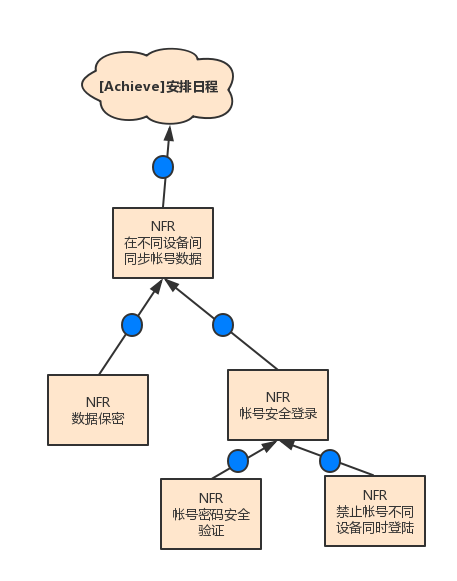 [Achieve]安排日程
NFR
在不同设备间
同步帐号数据
NFR
数据保密
NFR
帐号安全登录
NFR
帐号密码安全
验证
NFR
禁止帐号不同
设备同时登陆